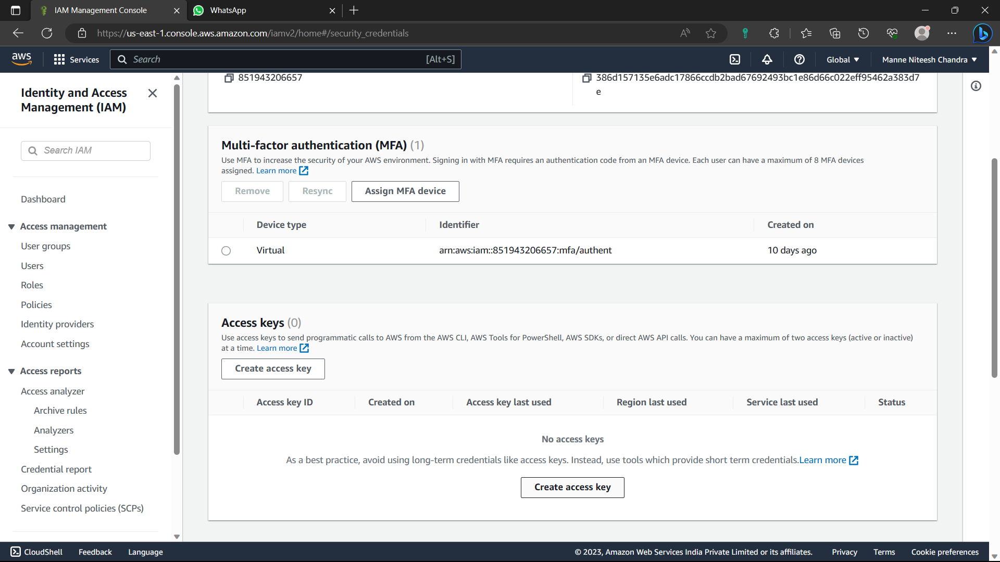 IAM Management Console
WhatsApp
https://us-east-1.console.aws.amazon.com/iamv2/home#/security_credentials
aws
Services
Search
[Alt+S]
Global
Manne Niteesh Chandra
Identity and Access
Management (IAM)
Search IAM
Dashboard
Access management
User groups
Users
Roles
Policies
Identity providers
Account settings
Access reports
Access analyzer
Archive rules
Analyzers
Settings
Credential report
Organization activity
Service control policies (SCPs)
851943206657
386d157135e6adc17866ccdb2bad67692493bc1e86d66c022eff95462a383d7
e
Multi-factor authentication (MFA) (1)
Use MFA to increase the security of your AWS environment. Signing in with MFA requires an authentication code from an MFA device. Each user can have a maximum of 8 MFA devices
assigned. Learn more
Remove
Resync
Assign MFA device
Device type
Identifier
Created on
Virtual
arn:aws:iam::851943206657:mfa/authent
10 days ago
Access keys (0)
Use access keys to send programmatic calls to AWS from the AWS CLI, AWS Tools for PowerShell, AWS SDKs, or direct AWS API calls. You can have a maximum of two access keys (active or inactive)
at a time. Learn more
Create access key
Access key ID
Created on
Access key last used
Region last used
Service last used
Status
No access keys
As a best practice, avoid using long-term credentials like access keys. Instead, use tools which provide short term credentials.Learn more
Create access key
CloudShell
Feedback
Language
© 2023, Amazon Web Services India Private Limited or its affiliates.
Privacy
Terms
Cookie preferences